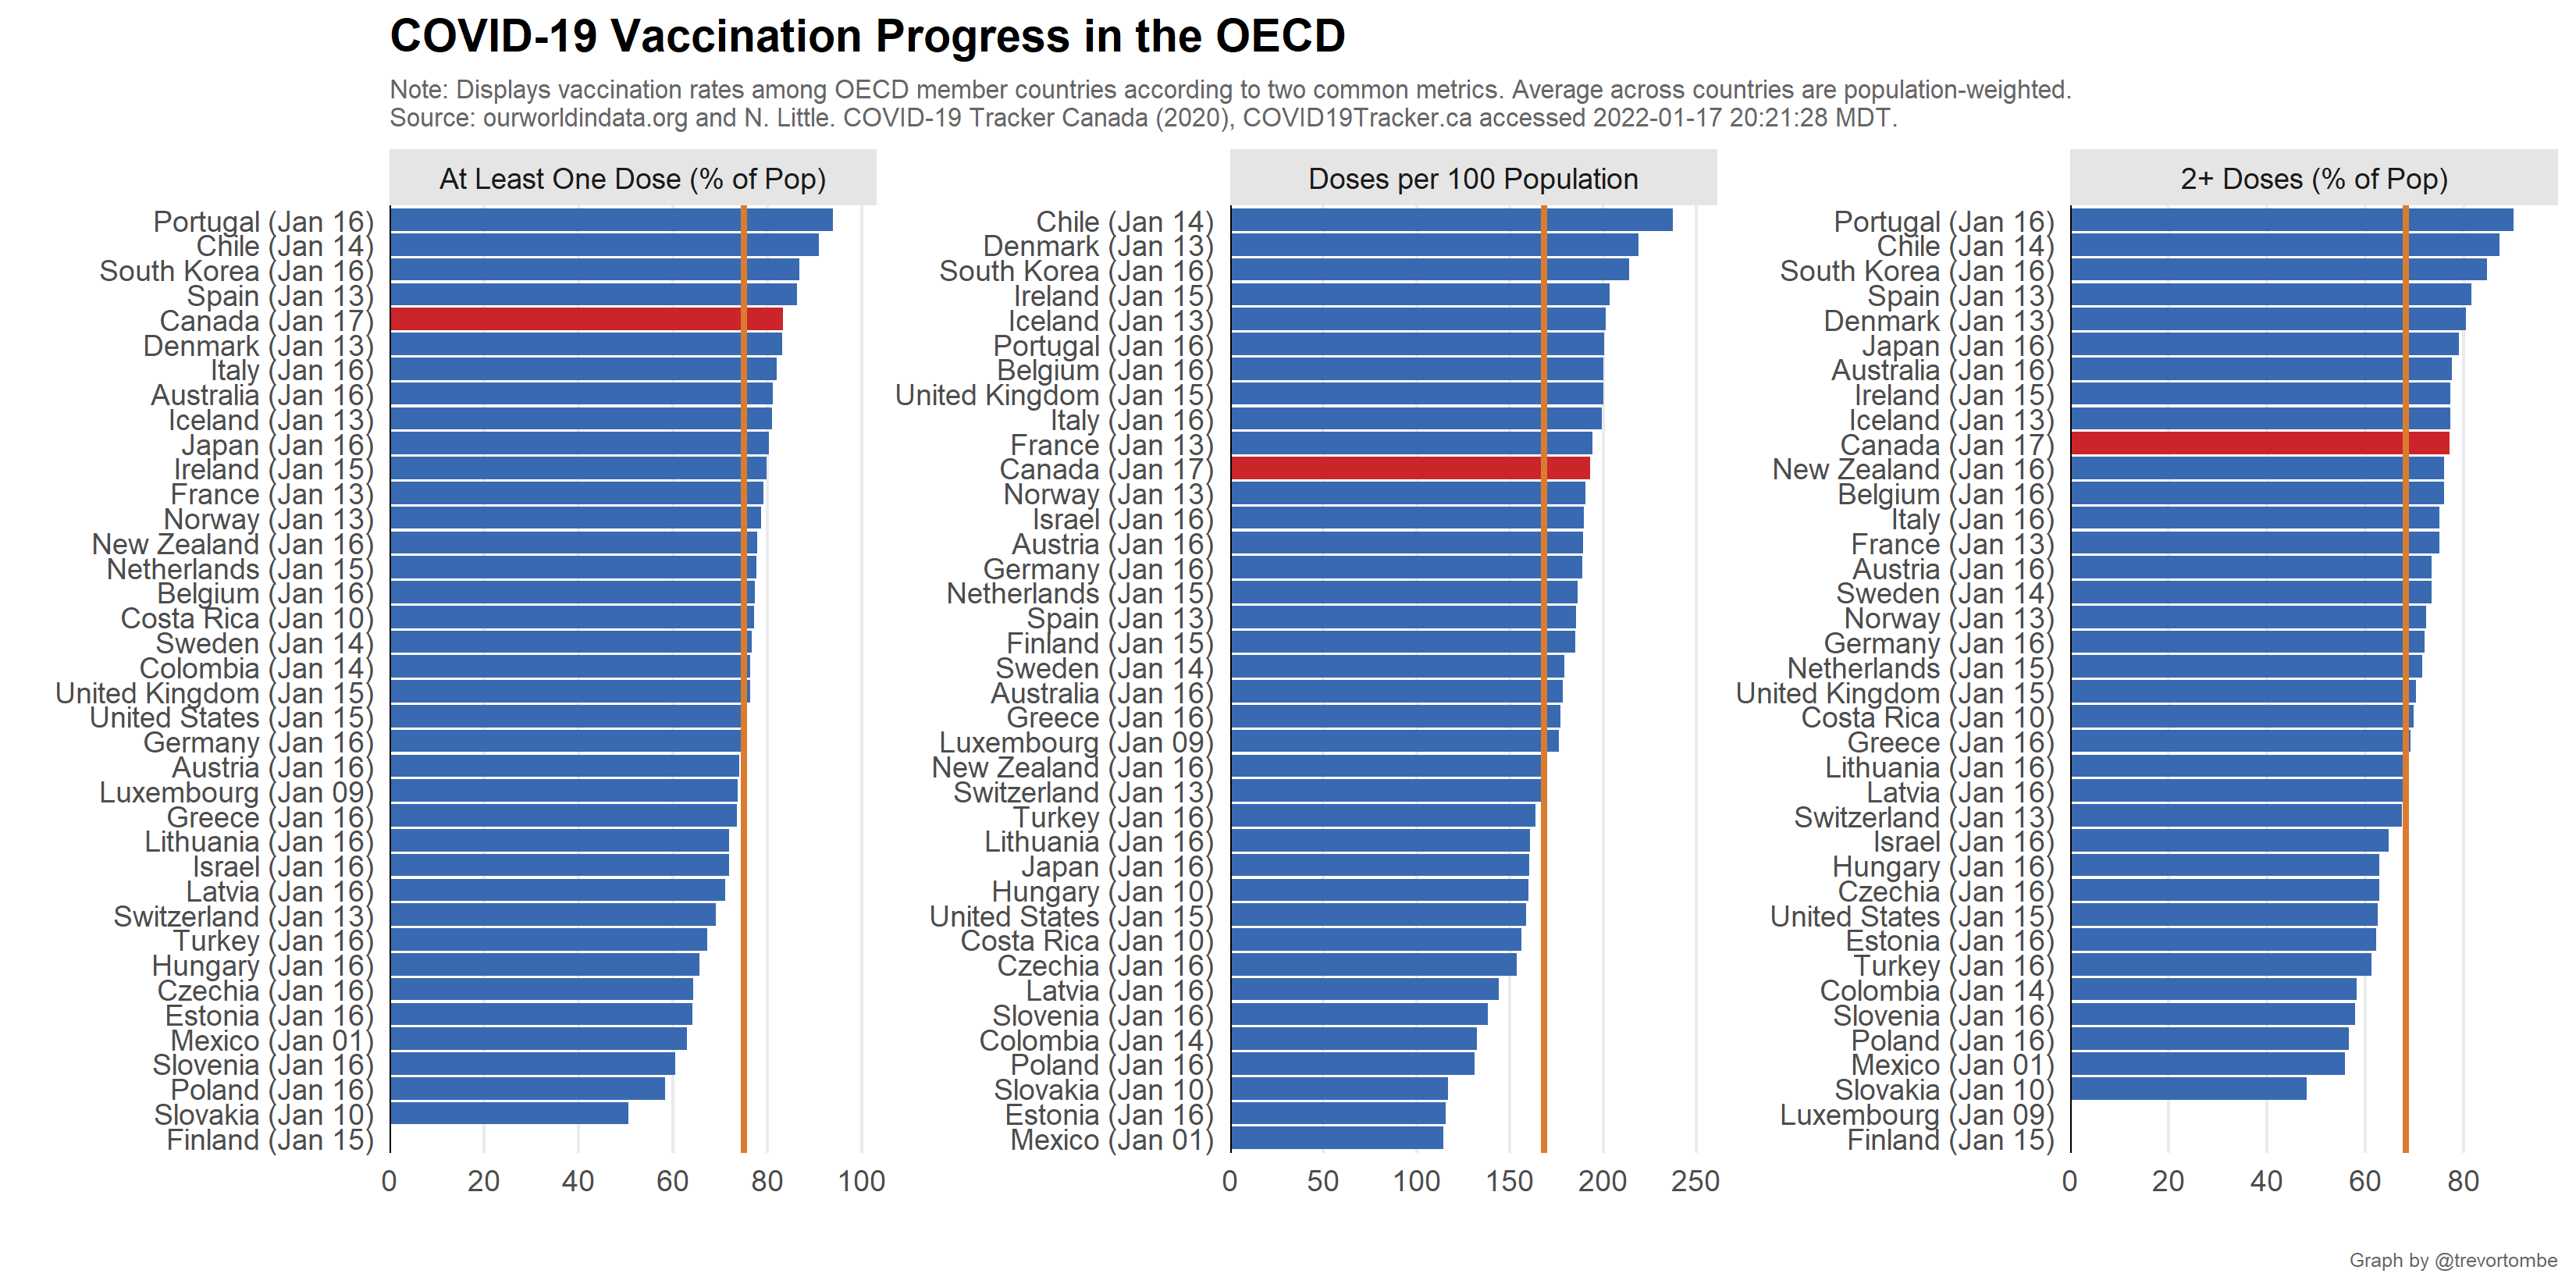 COVID-19 Vaccination Progress in the OECD
Note: Displays vaccination rates among OECD member countries according to two common metrics. Average across countries are population-weighted.
Source: ourworldindata.org and N. Little. COVID-19 Tracker Canada (2020), COVID19Tracker.ca accessed 2022-01-17 20:21:28 MDT.
At Least One Dose (% of Pop)
Portugal (Jan 16)
Chile (Jan 14)
South Korea (Jan 16)
Spain (Jan 13)
Canada (Jan 17)
Denmark (Jan 13)
Italy (Jan 16)
Australia (Jan 16)
Iceland (Jan 13)
Japan (Jan 16)
Ireland (Jan 15)
France (Jan 13)
Norway (Jan 13)
New Zealand (Jan 16)
Netherlands (Jan 15)
Belgium (Jan 16)
Costa Rica (Jan 10)
Sweden (Jan 14)
Colombia (Jan 14)
United Kingdom (Jan 15)
United States (Jan 15)
Germany (Jan 16)
Austria (Jan 16)
Luxembourg (Jan 09)
Greece (Jan 16)
Lithuania (Jan 16)
Israel (Jan 16)
Latvia (Jan 16)
Switzerland (Jan 13)
Turkey (Jan 16)
Hungary (Jan 16)
Czechia (Jan 16)
Estonia (Jan 16)
Mexico (Jan 01)
Slovenia (Jan 16)
Poland (Jan 16)
Slovakia (Jan 10)
Finland (Jan 15)
0 20 40 60 80 100
Doses per 100 Population
Chile (Jan 14)
Denmark (Jan 13)
South Korea (Jan 16)
Ireland (Jan 15)
Iceland (Jan 13)
Portugal (Jan 16)
Belgium (Jan 16)
United Kingdom (Jan 15)
Italy (Jan 16)
France (Jan 13)
Canada (Jan 17)
Norway (Jan 13)
Israel (Jan 16)
Austria (Jan 16)
Germany (Jan 16)
Netherlands (Jan 15)
Spain (Jan 13)
Finland (Jan 15)
Sweden (Jan 14)
Australia (Jan 16)
Greece (Jan 16)
Luxembourg (Jan 09)
New Zealand (Jan 16)
Switzerland (Jan 13)
Turkey (Jan 16)
Lithuania (Jan 16)
Japan (Jan 16)
Hungary (Jan 10)
United States (Jan 15)
Costa Rica (Jan 10)
Czechia (Jan 16)
Latvia (Jan 16)
Slovenia (Jan 16)
Colombia (Jan 14)
Poland (Jan 16)
Slovakia (Jan 10)
Estonia (Jan 16)
Mexico (Jan 01)
0 50 100 150 200 250
2+ Doses (% of Pop)
Portugal (Jan 16)
Chile (Jan 14)
South Korea (Jan 16)
Spain (Jan 13)
Denmark (Jan 13)
Japan (Jan 16)
Australia (Jan 16)
Ireland (Jan 15)
Iceland (Jan 13)
Canada (Jan 17)
New Zealand (Jan 16)
Belgium (Jan 16)
Italy (Jan 16)
France (Jan 13)
Austria (Jan 16)
Sweden (Jan 14)
Norway (Jan 13)
Germany (Jan 16)
Netherlands (Jan 15)
United Kingdom (Jan 15)
Costa Rica (Jan 10)
Greece (Jan 16)
Lithuania (Jan 16)
Latvia (Jan 16)
Switzerland (Jan 13)
Israel (Jan 16)
Hungary (Jan 16)
Czechia (Jan 16)
United States (Jan 15)
Estonia (Jan 16)
Turkey (Jan 16)
Colombia (Jan 14)
Slovenia (Jan 16)
Poland (Jan 16)
Mexico (Jan 01)
Slovakia (Jan 10)
Luxembourg (Jan 09)
Finland (Jan 15)
0 20 40 60 80
Graph by @trevortombe